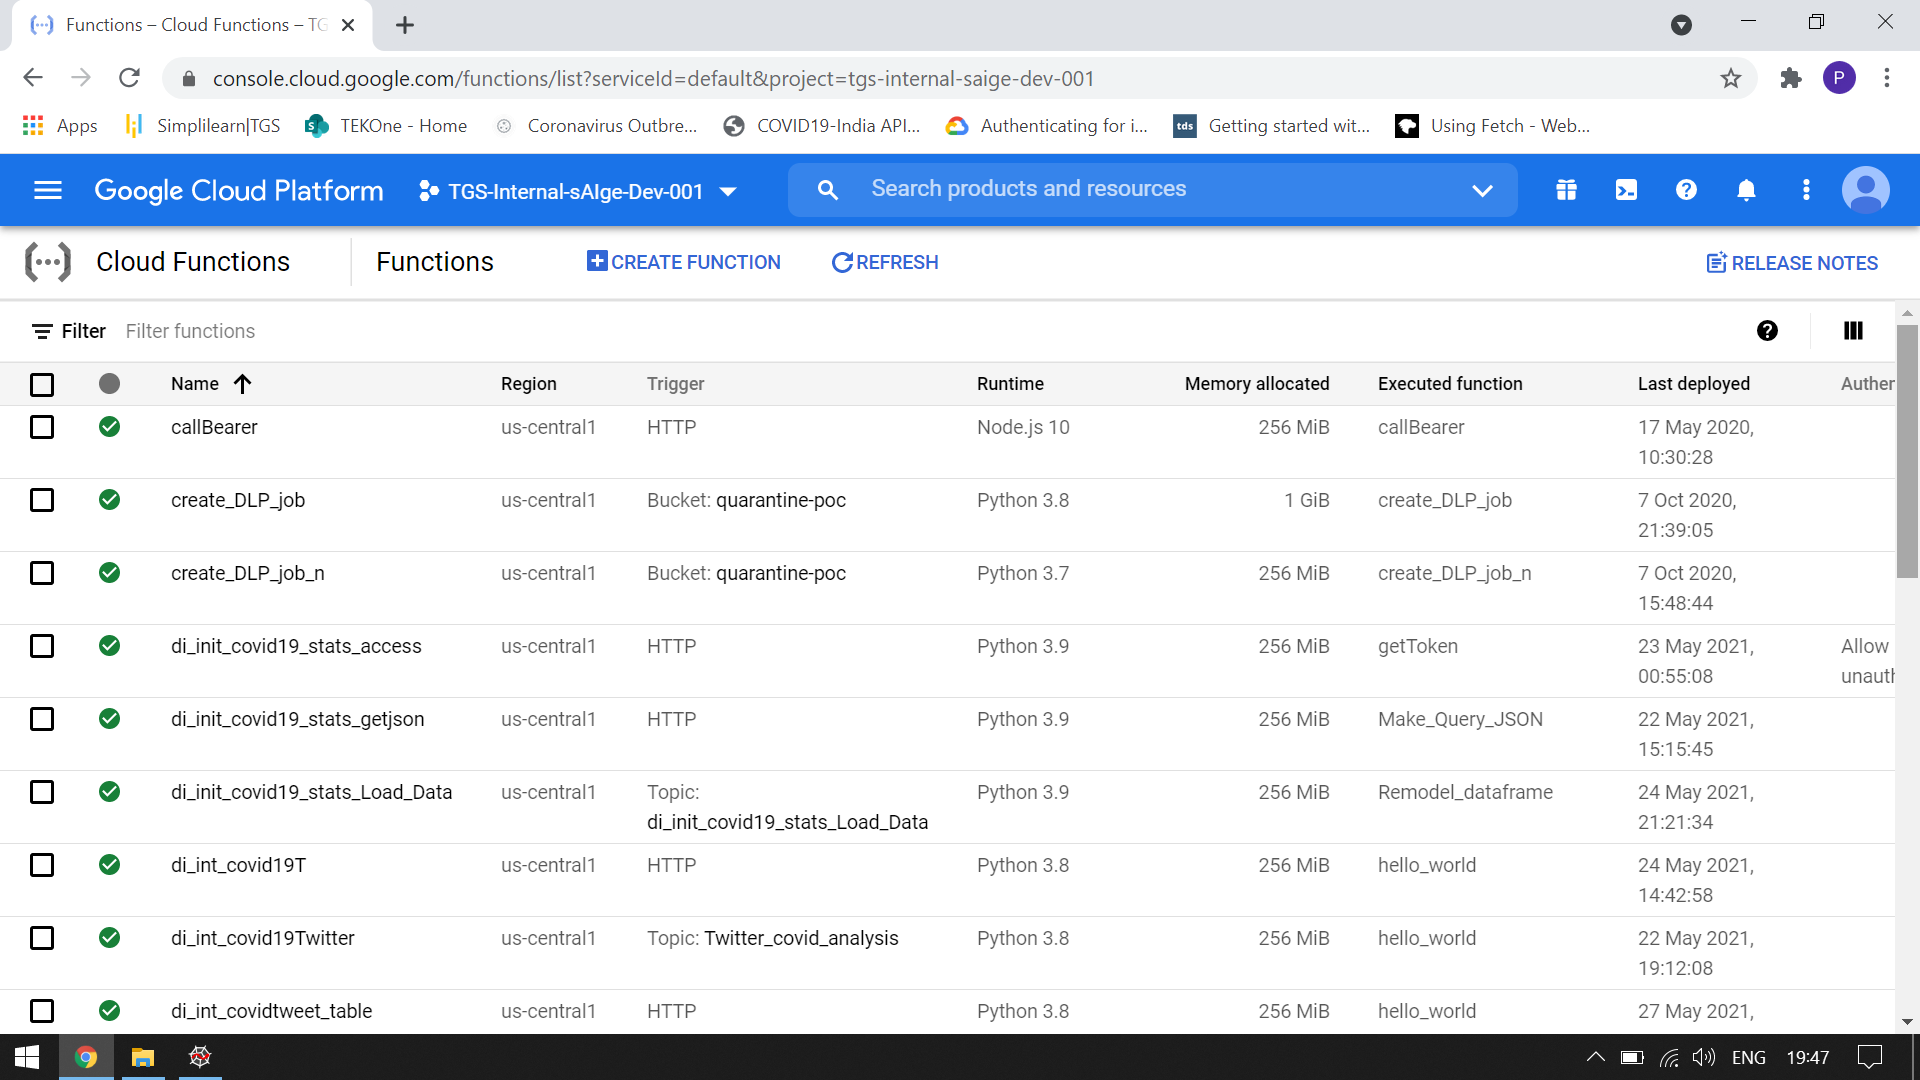 Functions – Cloud Functions – TG
console.cloud.google.com/functions/list?serviceId=default&project=tgs-internal-saige-dev-001
P
Apps Simplilearn|TGS TEKOne - Home Coronavirus Outbre... COVID19-India API... Authenticating for i... tds Getting started wit... Using Fetch - Web...
Google Cloud Platform TGS-Internal-sAIge-Dev-001 Search products and resources
Cloud Functions Functions CREATE FUNCTION REFRESH RELEASE NOTES
Filter Filter functions
Name Region Trigger Runtime Memory allocated Executed function Last deployed Auther
callBearer us-central1 HTTP Node.js 10 256 MiB callBearer 17 May 2020,
10:30:28
create_DLP_job us-central1 Bucket: quarantine-poc Python 3.8 1 GiB create_DLP_job 7 Oct 2020,
21:39:05
create_DLP_job_n us-central1 Bucket: quarantine-poc Python 3.7 256 MiB create_DLP_job_n 7 Oct 2020,
15:48:44
di_init_covid19_stats_access us-central1 HTTP Python 3.9 256 MiB getToken 23 May 2021, Allow
00:55:08 unauth
di_init_covid19_stats_getjson us-central1 HTTP Python 3.9 256 MiB Make_Query_JSON 22 May 2021,
15:15:45
di_init_covid19_stats_Load_Data us-central1 Topic: Python 3.9 256 MiB Remodel_dataframe 24 May 2021,
di_init_covid19_stats_Load_Data 21:21:34
di_int_covid19T us-central1 HTTP Python 3.8 256 MiB hello_world 24 May 2021,
14:42:58
di_int_covid19Twitter us-central1 Topic: Twitter_covid_analysis Python 3.8 256 MiB hello_world 22 May 2021,
19:12:08
di_int_covidtweet_table us-central1 HTTP Python 3.8 256 MiB hello_world 27 May 2021,
ENG 19:47